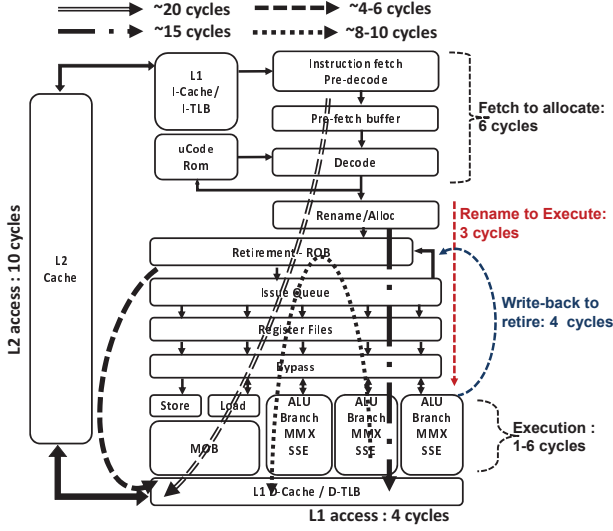 ~20 cycles
~4-6 cycles
~15 cycles
~8-10 cycles
L1
I-Cache/
I-TLB
Instruction fetch
Pre-decode
Pre-fetch buffer
Fetch to allocate:
6 cycles
uCode
Rom
Decode
Rename/Alloc
Rename to Execute:
3 cycles
Retirement - ROB
L2 access : 10 cycles
L2
Cache
Issue Queue
Write-back to
retire: 4 cycles
Register Files
Bypass
Store
Load
ALU
Branch
MMX
SSE
ALU
Branch
MMX
SSE
ALU
Branch
MMX
SSE
Execution :
1-6 cycles
MOB
L1 D-Cache / D-TLB
L1 access : 4 cycles